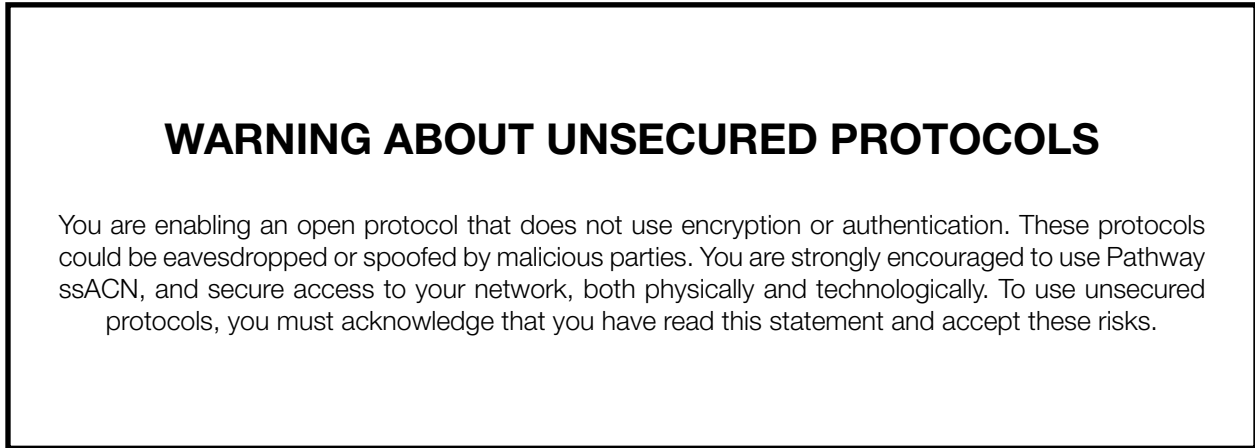 WARNING ABOUT UNSECURED PROTOCOLS
You are enabling an open protocol that does not use encryption or authentication. These protocols
could be eavesdropped or spoofed by malicious parties. You are strongly encouraged to use Pathway
ssACN, and secure access to your network, both physically and technologically. To use unsecured
protocols, you must acknowledge that you have read this statement and accept these risks.